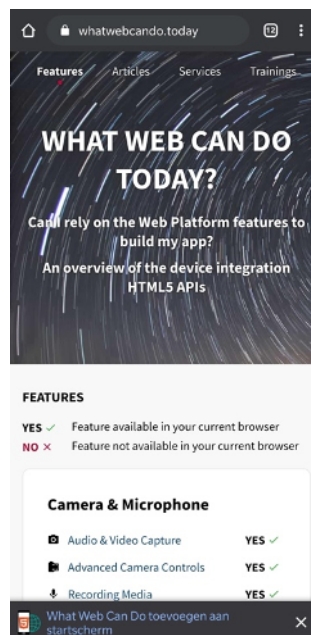 whatwebcando.today 12
Features Articles Services Trainings
WHAT WEB CAN DO
TODAY?
Can I rely on the Web Platform features to
build my app?
An overview of the device integration
HTML5 APIs
FEATURES
YES ✓ Feature available in your current browser
NO × Feature not available in your current browser
Camera & Microphone
Audio & Video Capture YES ✓
Advanced Camera Controls YES ✓
Recording Media YES ✓
What Web Can Do toevoegen aan
startscherm